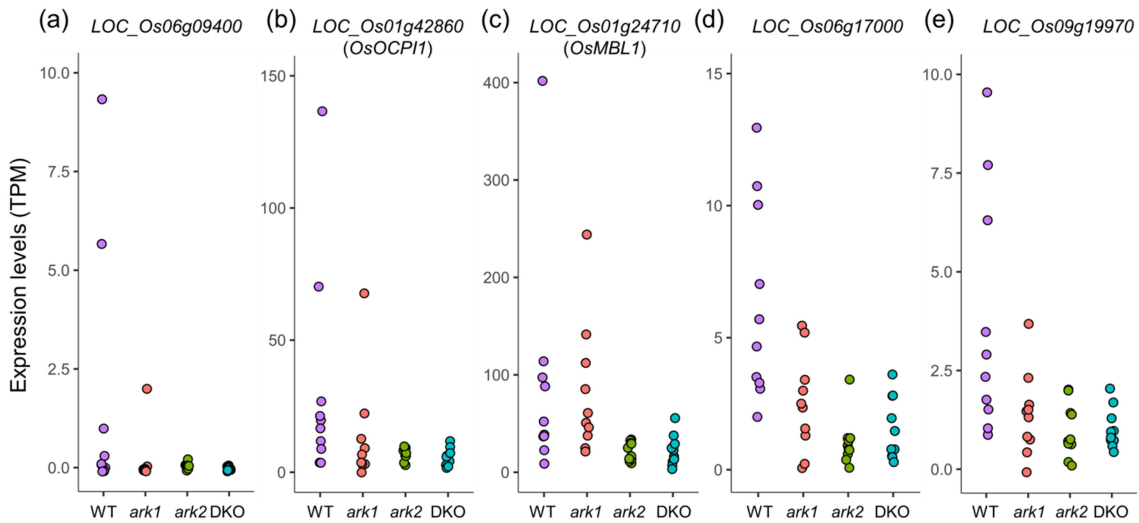 (a) LOC_Os06g09400
(b) LOC_Os01g42860
(OsOCPI1)
(c) LOC_Os01g24710
(OsMBL1)
(d) LOC_Os06g17000
(e) LOC_Os09g19970
Expression levels (TPM)
10.0
7.5
5.0
2.5
0.0
WT ark1 ark2 DKO
150
100
50
0
WT ark1 ark2 DKO
400
300
200
100
0
WT ark1 ark2 DKO
15
10
5
0
WT ark1 ark2 DKO
10.0
7.5
5.0
2.5
0.0
WT ark1 ark2 DKO